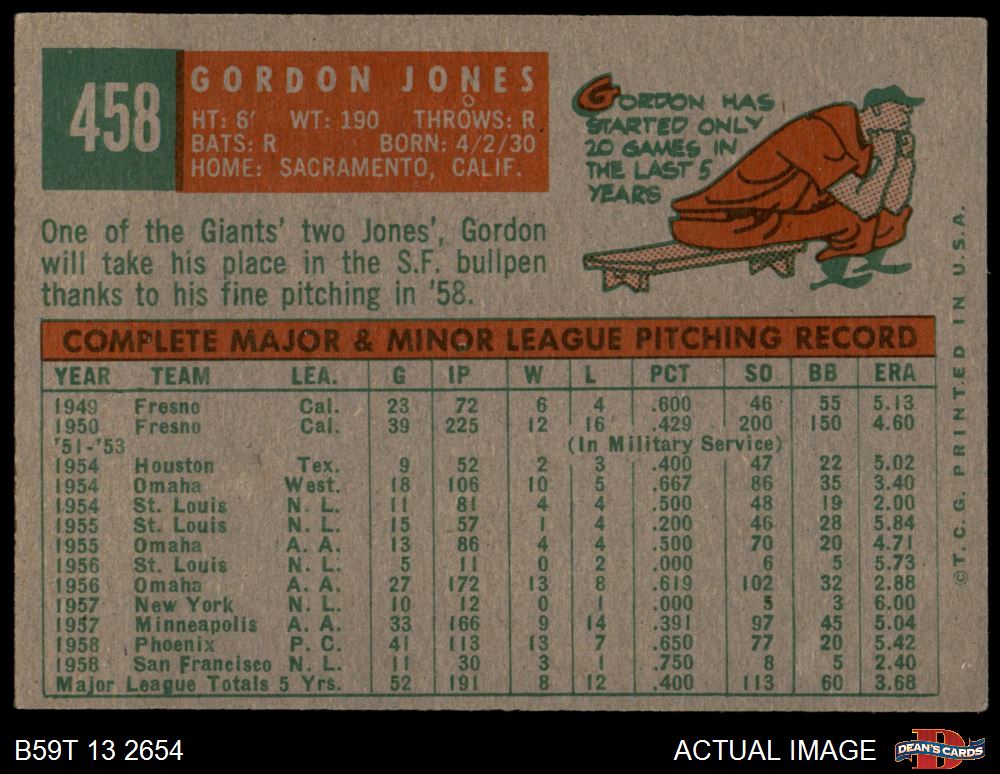 458
GORDON JONES
HT: 6' WT: 190 THROWS: R
BATS: R BORN: 4/2/30
HOME: SACRAMENTO, CALIF.
GORDON HAS
STARTED ONLY
20 GAMES IN
THE LAST 5
YEARS
One of the Giants' two Jones', Gordon
will take his place in the S.F. bullpen
thanks to his fine pitching in '58.
COMPLETE MAJOR & MINOR LEAGUE PITCHING RECORD
YEAR TEAM LEA. G IP W L PCT SO BB ERA
1949 Fresno Cal. 23 72 6 4 .600 46 55 5.13
1950 Fresno Cal. 39 225 12 16 .429 200 150 4.60
'51-'53 (In Military Service)
1954 Houston Tex. 9 52 2 3 .400 47 22 5.02
1954 Omaha West. 18 106 10 5 .667 86 35 3.40
1954 St. Louis N. L. 11 81 4 4 .500 48 19 2.00
1955 St. Louis N. L. 15 57 1 4 .200 46 28 5.84
1955 Omaha A. A. 13 86 4 4 .500 70 20 4.71
1956 St. Louis N. L. 5 11 0 2 .000 6 5 5.73
1956 Omaha A. A. 27 172 13 8 .619 102 32 2.88
1957 New York N. L. 10 12 0 1 .000 5 3 6.00
1957 Minneapolis A. A. 33 166 9 14 .391 97 45 5.04
1958 Phoenix P. C. 41 113 13 7 .650 77 20 5.42
1958 San Francisco N. L. 11 30 3 1 .750 8 5 2.40
Major League Totals 5 Yrs. 52 191 8 12 .400 113 60 3.68
©T. C. G. PRINTED IN U.S.A.
B59T 13 2654
ACTUAL IMAGE
D
DEAN'S CARDS